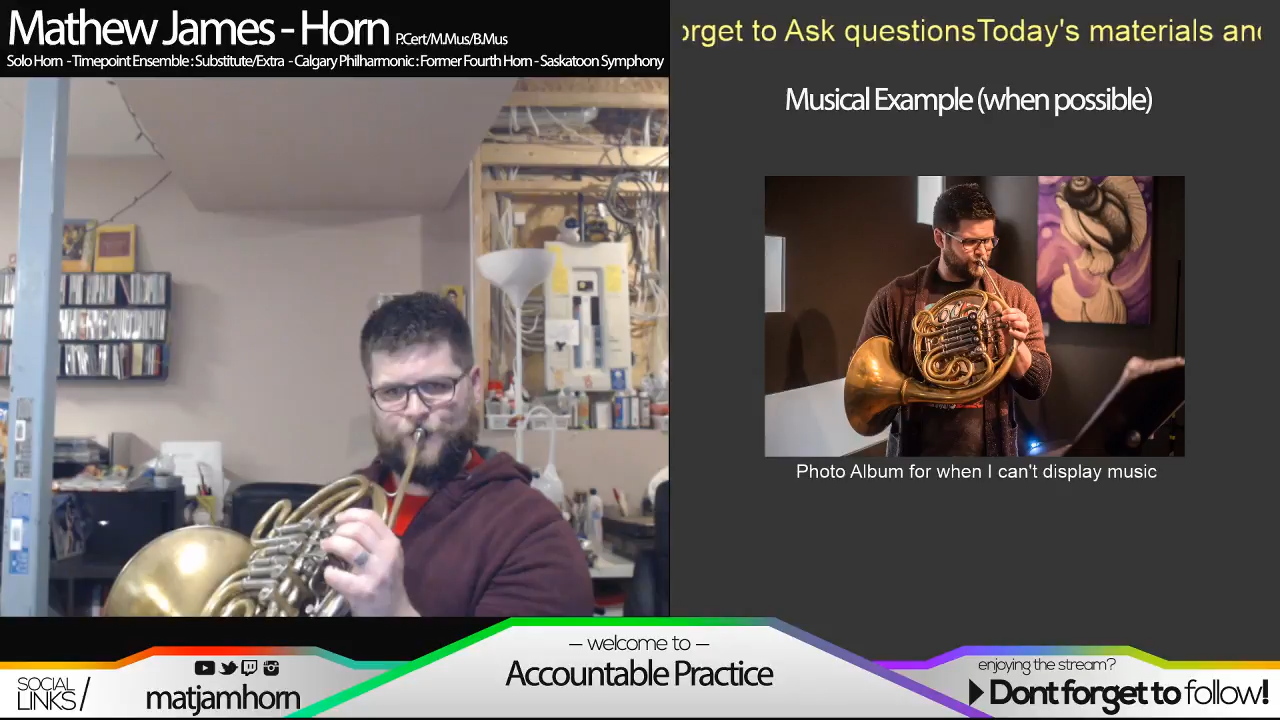 Mathew James - Horn P.Cert/M.Mus/B.Mus
Solo Horn - Timepoint Ensemble : Substitute/Extra - Calgary Philharmonic : Former Fourth Horn - Saskatoon Symphony
orget to Ask questionsToday's materials and
Musical Example (when possible)
Photo Album for when I can't display music
– welcome to –
Accountable Practice
SOCIAL
LINKS /
matjamhorn
enjoying the stream?
Dont forget to follow!